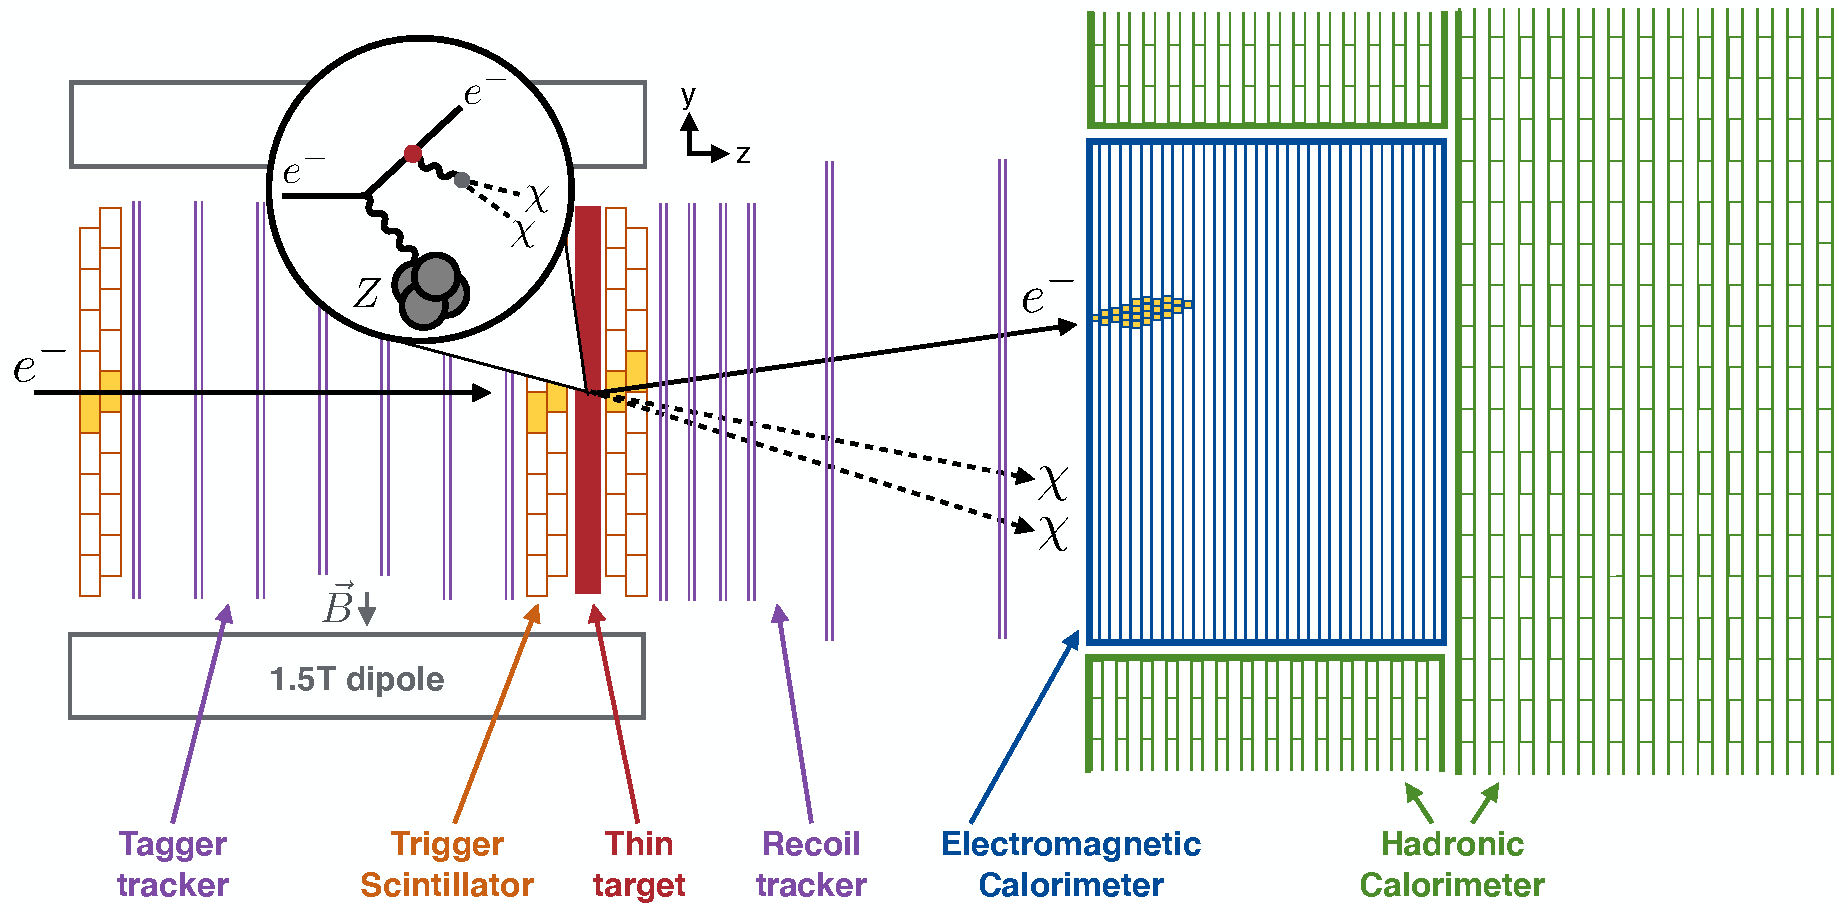 e⁻
e⁻
Z
χ
χ
y
z
e⁻
e⁻
χ
χ
B⃗
1.5T dipole
Tagger
tracker
Trigger
Scintillator
Thin
target
Recoil
tracker
Electromagnetic
Calorimeter
Hadronic
Calorimeter